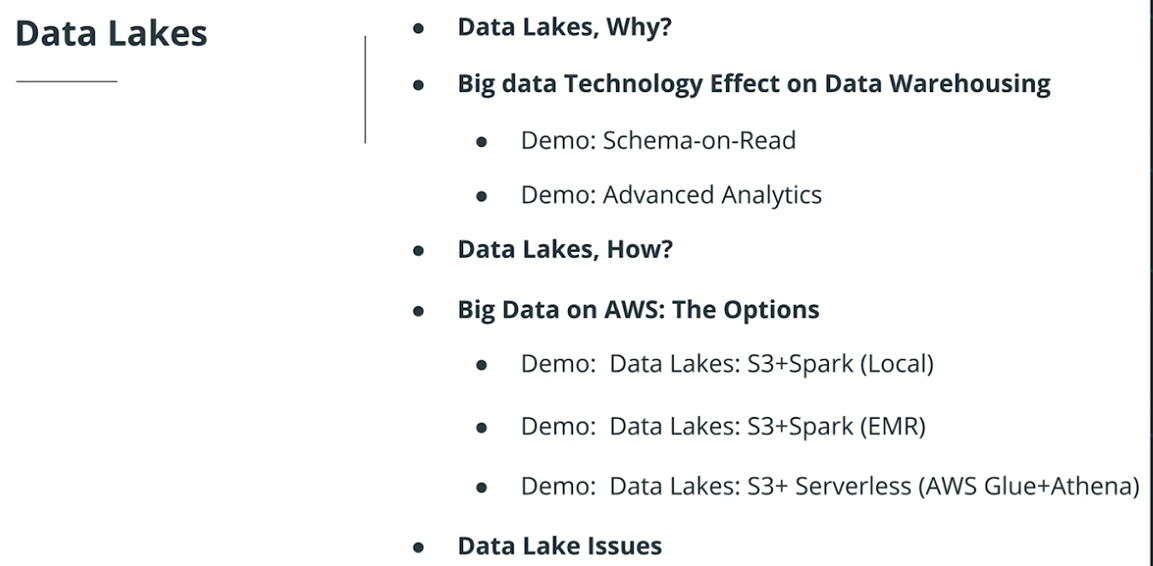 Data Lakes
Data Lakes, Why?
Big data Technology Effect on Data Warehousing
Demo: Schema-on-Read
Demo: Advanced Analytics
Data Lakes, How?
Big Data on AWS: The Options
Demo:  Data Lakes: S3+Spark (Local)
Demo:  Data Lakes: S3+Spark (EMR)
Demo:  Data Lakes: S3+ Serverless (AWS Glue+Athena)
Data Lake Issues